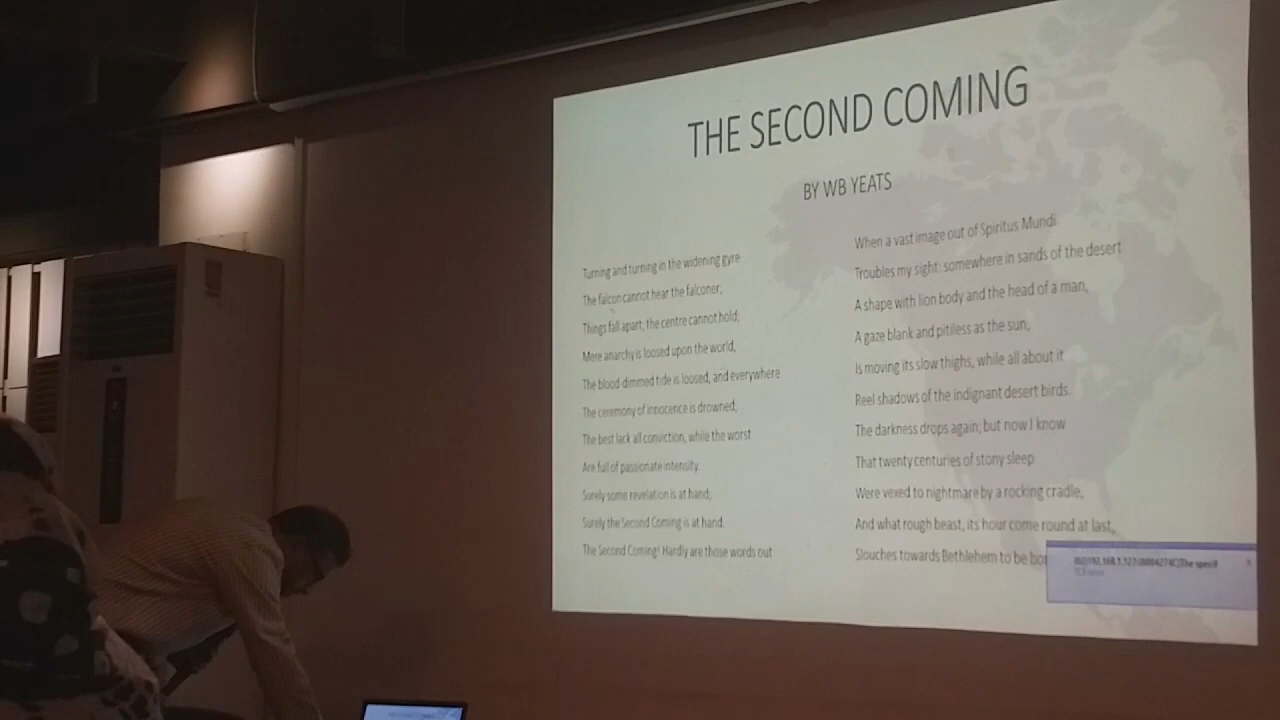 THE SECOND COMING
BY WB YEATS
Turning and turning in the widening gyre
The falcon cannot hear the falconer;
Things fall apart; the centre cannot hold;
Mere anarchy is loosed upon the world,
The blood-dimmed tide is loosed, and everywhere
The ceremony of innocence is drowned;
The best lack all conviction, while the worst
Are full of passionate intensity.
Surely some revelation is at hand;
Surely the Second Coming is at hand.
The Second Coming! Hardly are those words out
When a vast image out of Spiritus Mundi
Troubles my sight: somewhere in sands of the desert
A shape with lion body and the head of a man,
A gaze blank and pitiless as the sun,
Is moving its slow thighs, while all about it
Reel shadows of the indignant desert birds.
The darkness drops again; but now I know
That twenty centuries of stony sleep
Were vexed to nightmare by a rocking cradle,
And what rough beast, its hour come round at last,
Slouches towards Bethlehem to be bor
The specif